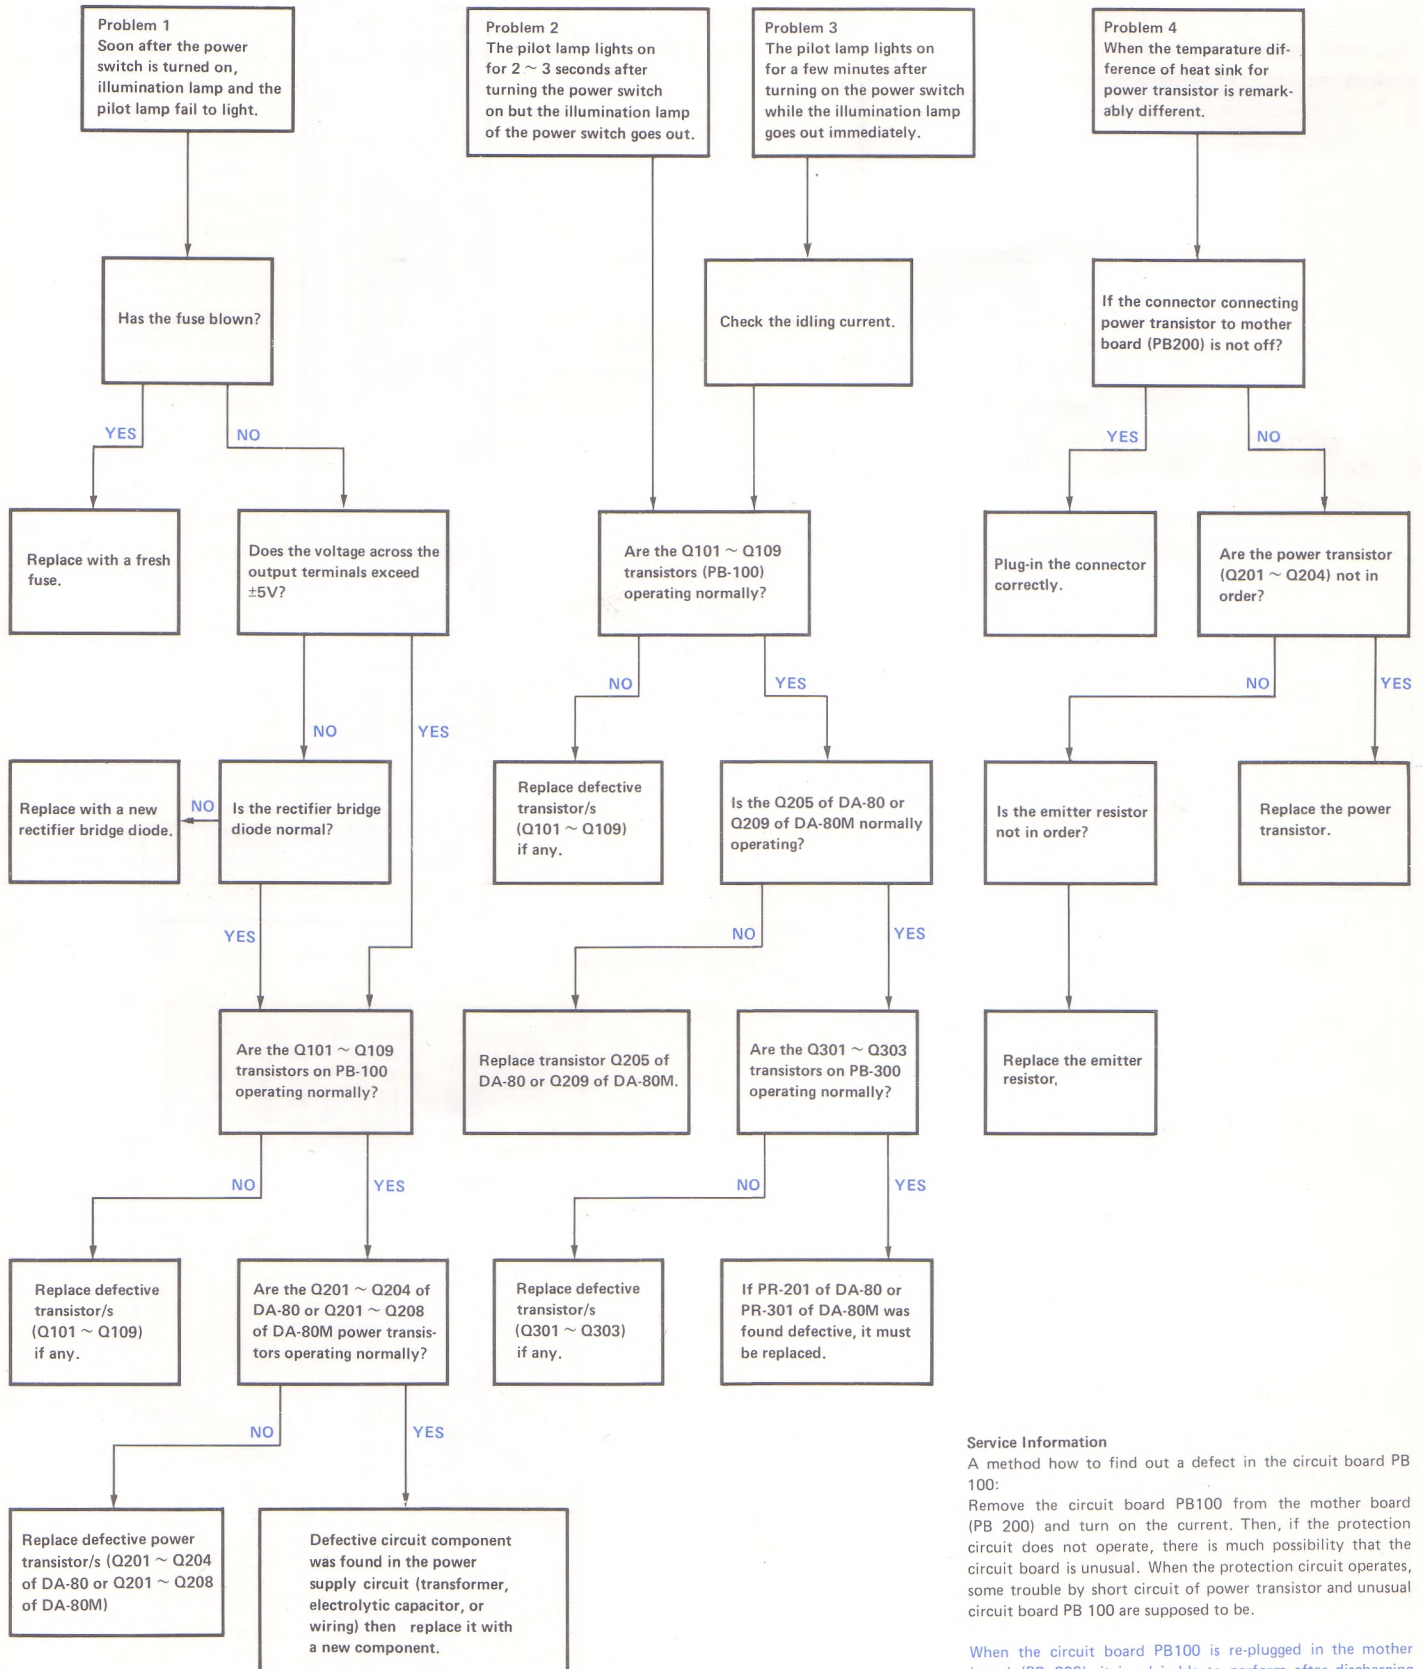 Problem 1
Soon after the power
switch is turned on,
illumination lamp and the
pilot lamp fail to light.
Problem 2
The pilot lamp lights on
for 2 ~ 3 seconds after
turning the power switch
on but the illumination lamp
of the power switch goes out.
Problem 3
The pilot lamp lights on
for a few minutes after
turning on the power switch
while the illumination lamp
goes out immediately.
Problem 4
When the temparature dif-
ference of heat sink for
power transistor is remark-
ably different.
Has the fuse blown?
Check the idling current.
If the connector connecting
power transistor to mother
board (PB200) is not off?
YES
NO
YES
NO
Replace with a fresh
fuse.
Does the voltage across the
output terminals exceed
±5V?
Are the Q101 ~ Q109
transistors (PB-100)
operating normally?
Plug-in the connector
correctly.
Are the power transistor
(Q201 ~ Q204) not in
order?
NO
YES
NO
YES
NO
YES
Replace with a new
rectifier bridge diode.
NO
Is the rectifier bridge
diode normal?
Replace defective
transistor/s
(Q101 ~ Q109)
if any.
Is the Q205 of DA-80 or
Q209 of DA-80M normally
operating?
Is the emitter resistor
not in order?
Replace the power
transistor.
YES
NO
YES
Are the Q101 ~ Q109
transistors on PB-100
operating normally?
Replace transistor Q205 of
DA-80 or Q209 of DA-80M.
Are the Q301 ~ Q303
transistors on PB-300
operating normally?
Replace the emitter
resistor.
NO
YES
NO
YES
Replace defective
transistor/s
(Q101 ~ Q109)
if any.
Are the Q201 ~ Q204 of
DA-80 or Q201 ~ Q208
of DA-80M power transis-
tors operating normally?
Replace defective
transistor/s
(Q301 ~ Q303)
if any.
If PR-201 of DA-80 or
PR-301 of DA-80M was
found defective, it must
be replaced.
NO
YES
Replace defective power
transistor/s (Q201 ~ Q204
of DA-80 or Q201 ~ Q208
of DA-80M)
Defective circuit component
was found in the power
supply circuit (transformer,
electrolytic capacitor, or
wiring) then replace it with
a new component.
Service Information
A method how to find out a defect in the circuit board PB
100:
Remove the circuit board PB100 from the mother board
(PB 200) and turn on the current. Then, if the protection
circuit does not operate, there is much possibility that the
circuit board is unusual. When the protection circuit operates,
some trouble by short circuit of power transistor and unusual
circuit board PB 100 are supposed to be.
When the circuit board PB100 is re-plugged in the mother